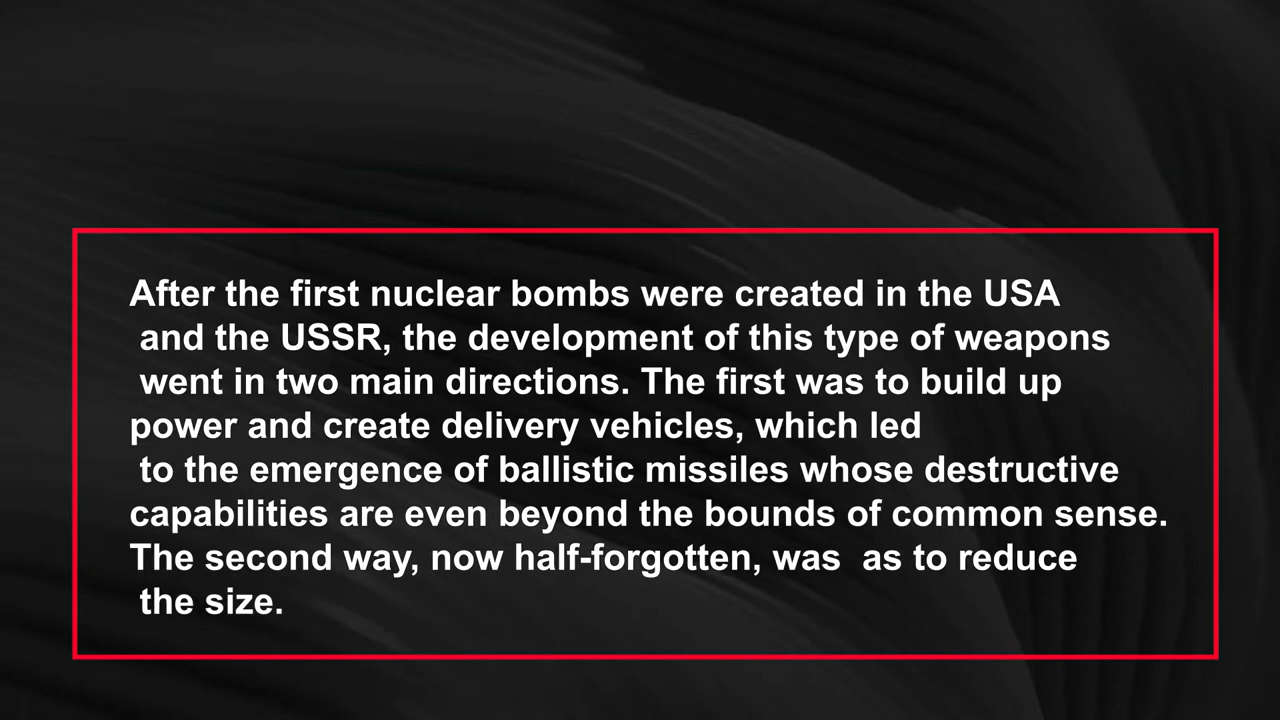 After the first nuclear bombs were created in the USA
and the USSR, the development of this type of weapons
went in two main directions. The first was to build up
power and create delivery vehicles, which led
to the emergence of ballistic missiles whose destructive
capabilities are even beyond the bounds of common sense.
The second way, now half-forgotten, was  as to reduce
the size.